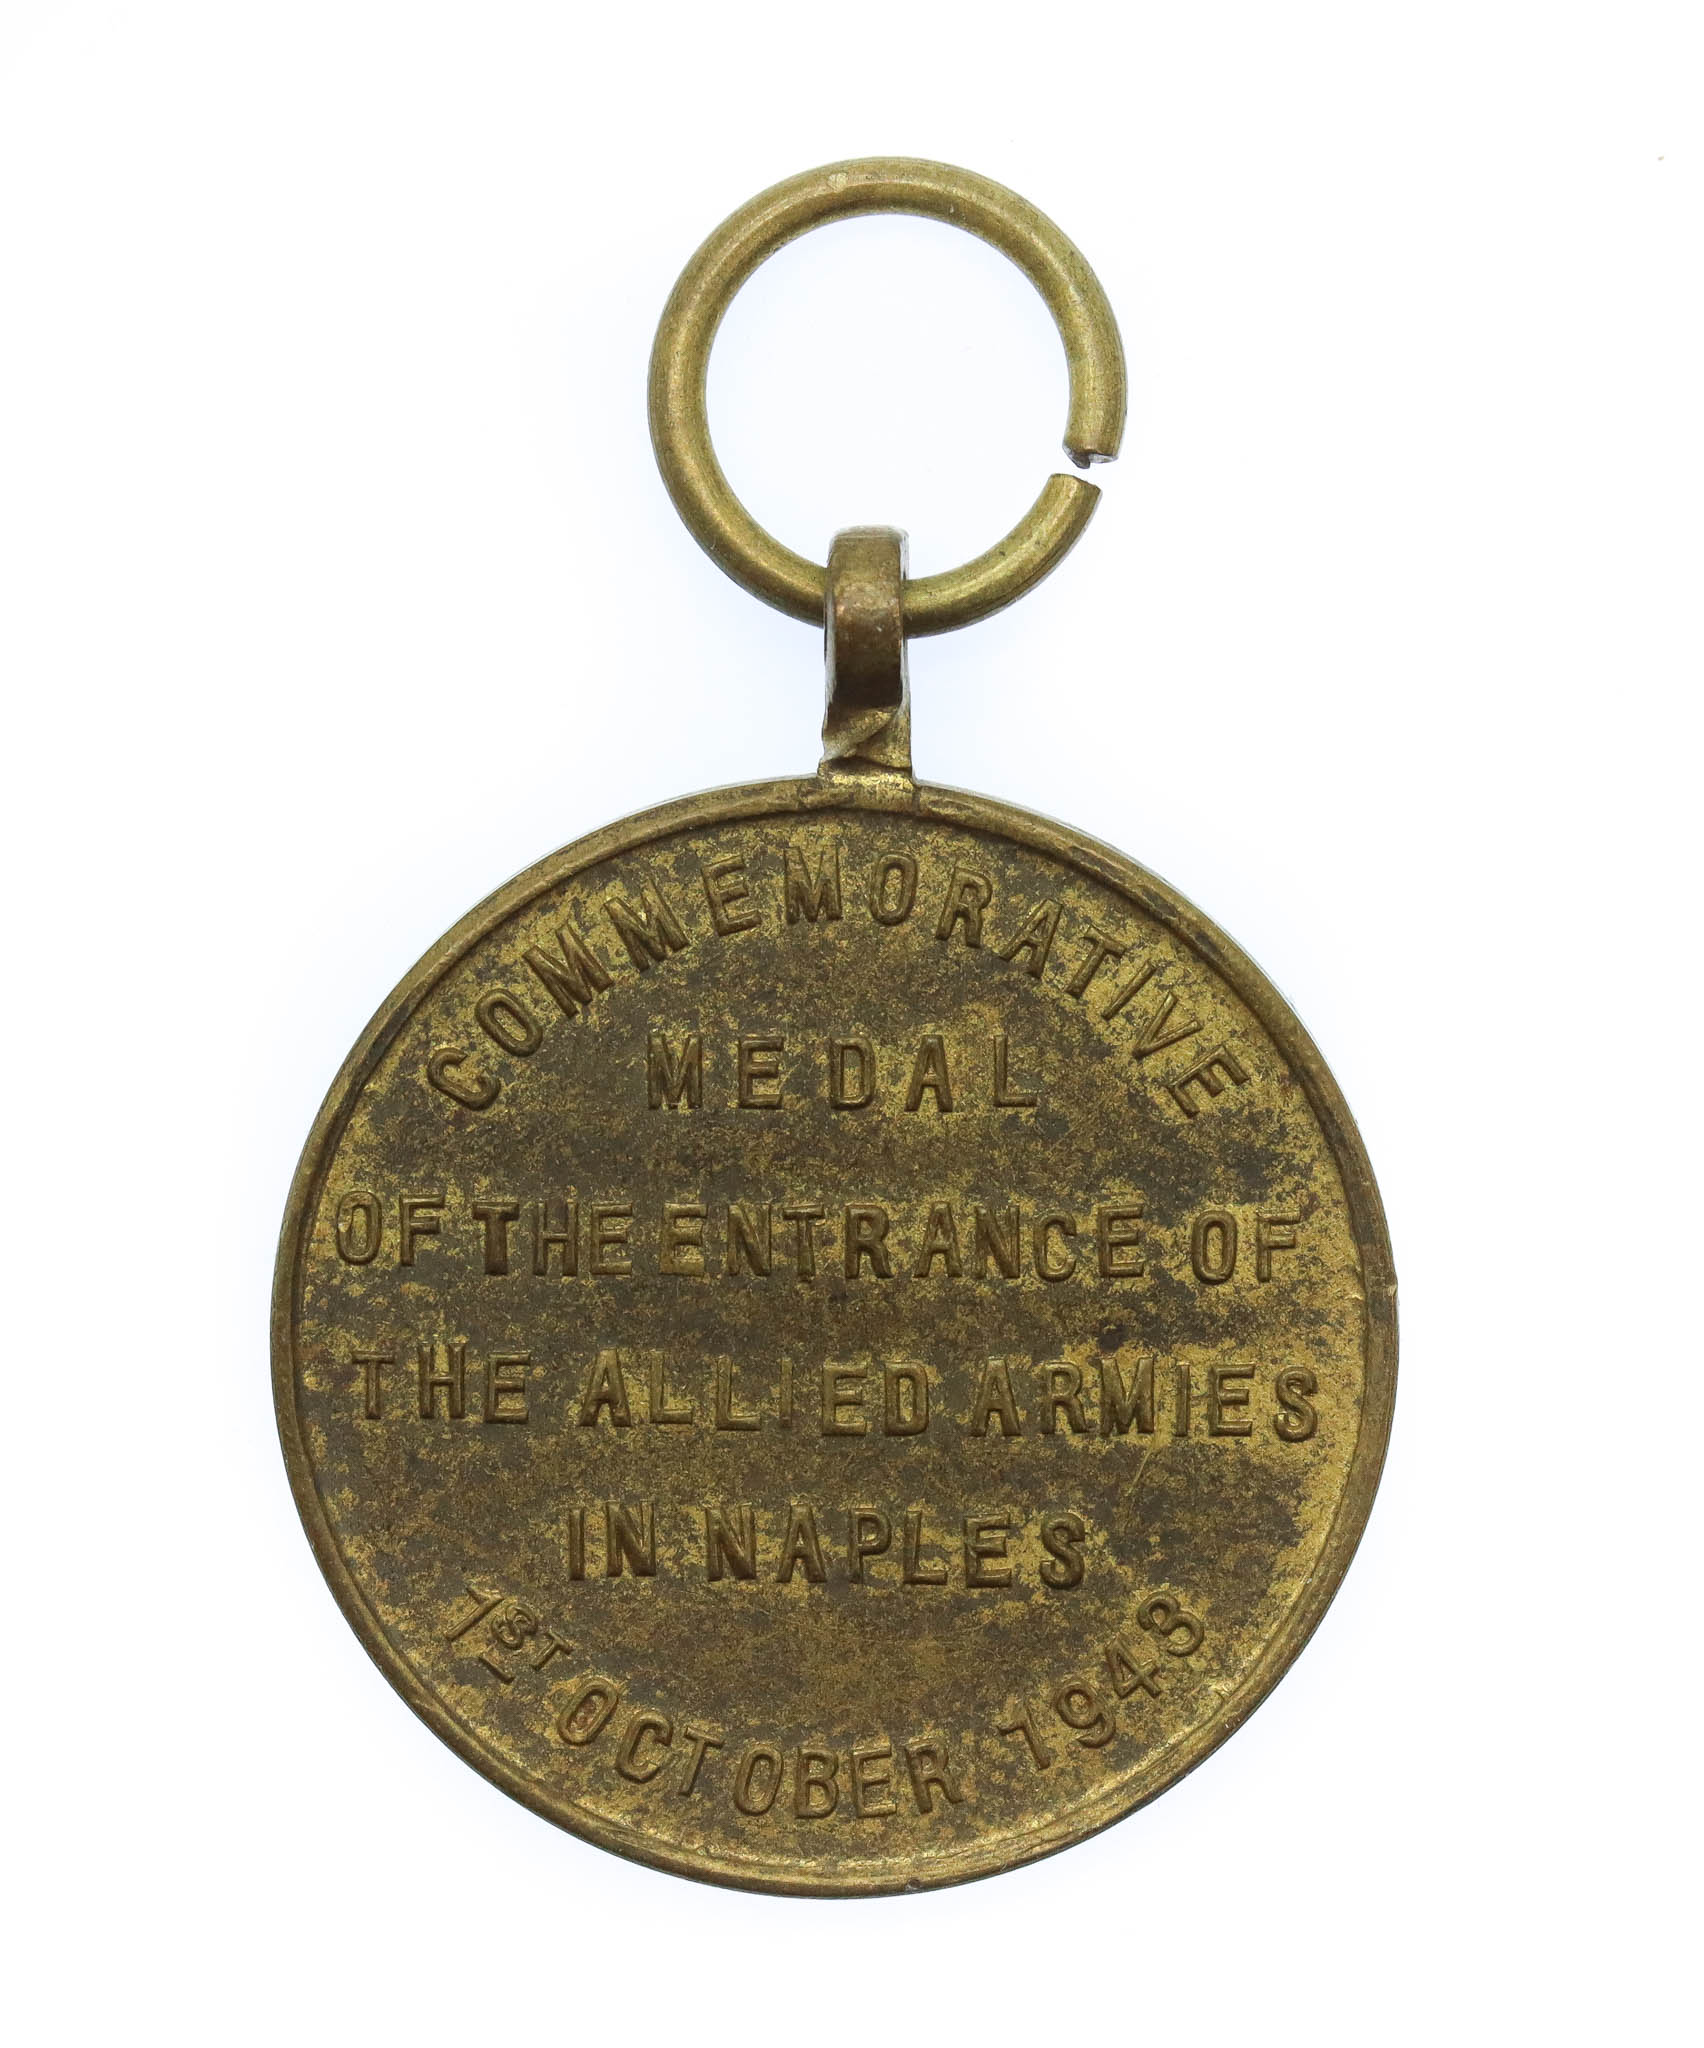 COMMEMORATIVE
MEDAL
OF THE ENTRANCE OF
THE ALLIED ARMIES
IN NAPLES
1ST OCTOBER 1943